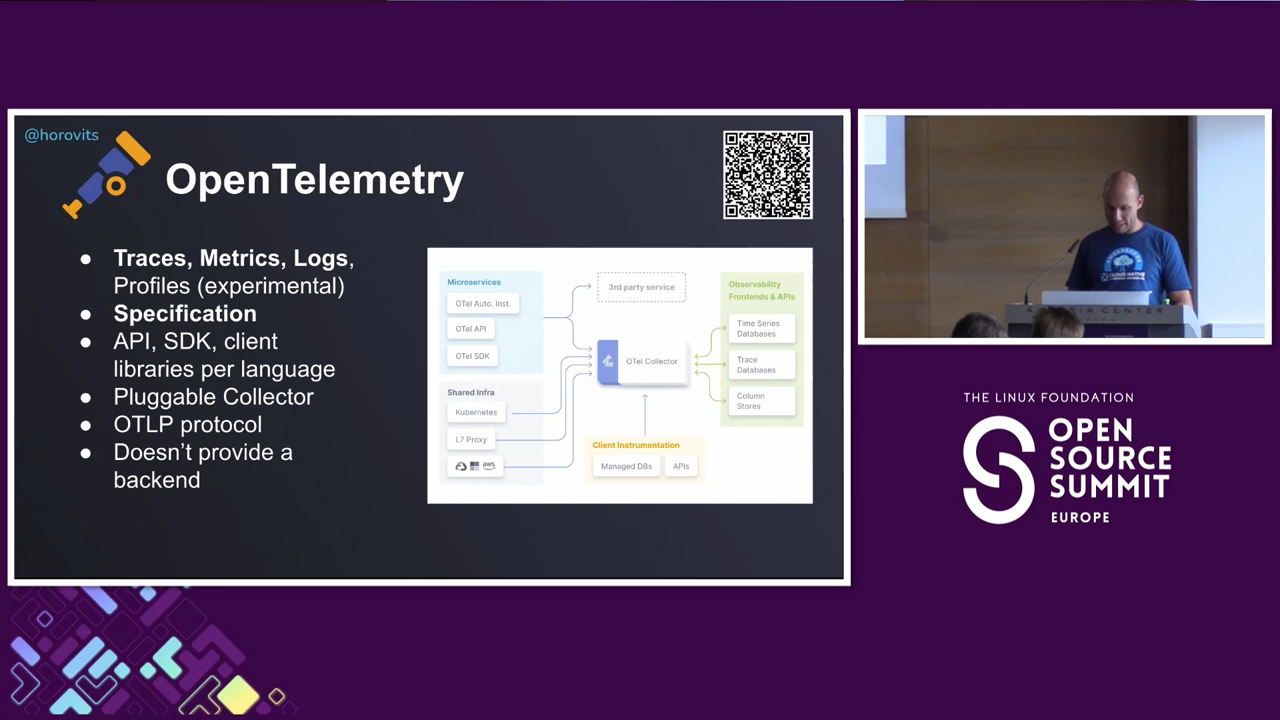 @horovits
OpenTelemetry
● Traces, Metrics, Logs,
Profiles (experimental)
● Specification
● API, SDK, client
libraries per language
● Pluggable Collector
● OTLP protocol
● Doesn't provide a
backend
Microservices
OTel Auto. Inst.
OTel API
OTel SDK
Shared Infra
Kubernetes
L7 Proxy
aws
3rd party service
OTel Collector
Client Instrumentation
Managed DBs
APIs
Observability
Frontends & APIs
Time Series
Databases
Trace
Databases
Column
Stores
CLOUD NATIVE
THE LINUX FOUNDATION
OPEN
SOURCE
SUMMIT
EUROPE